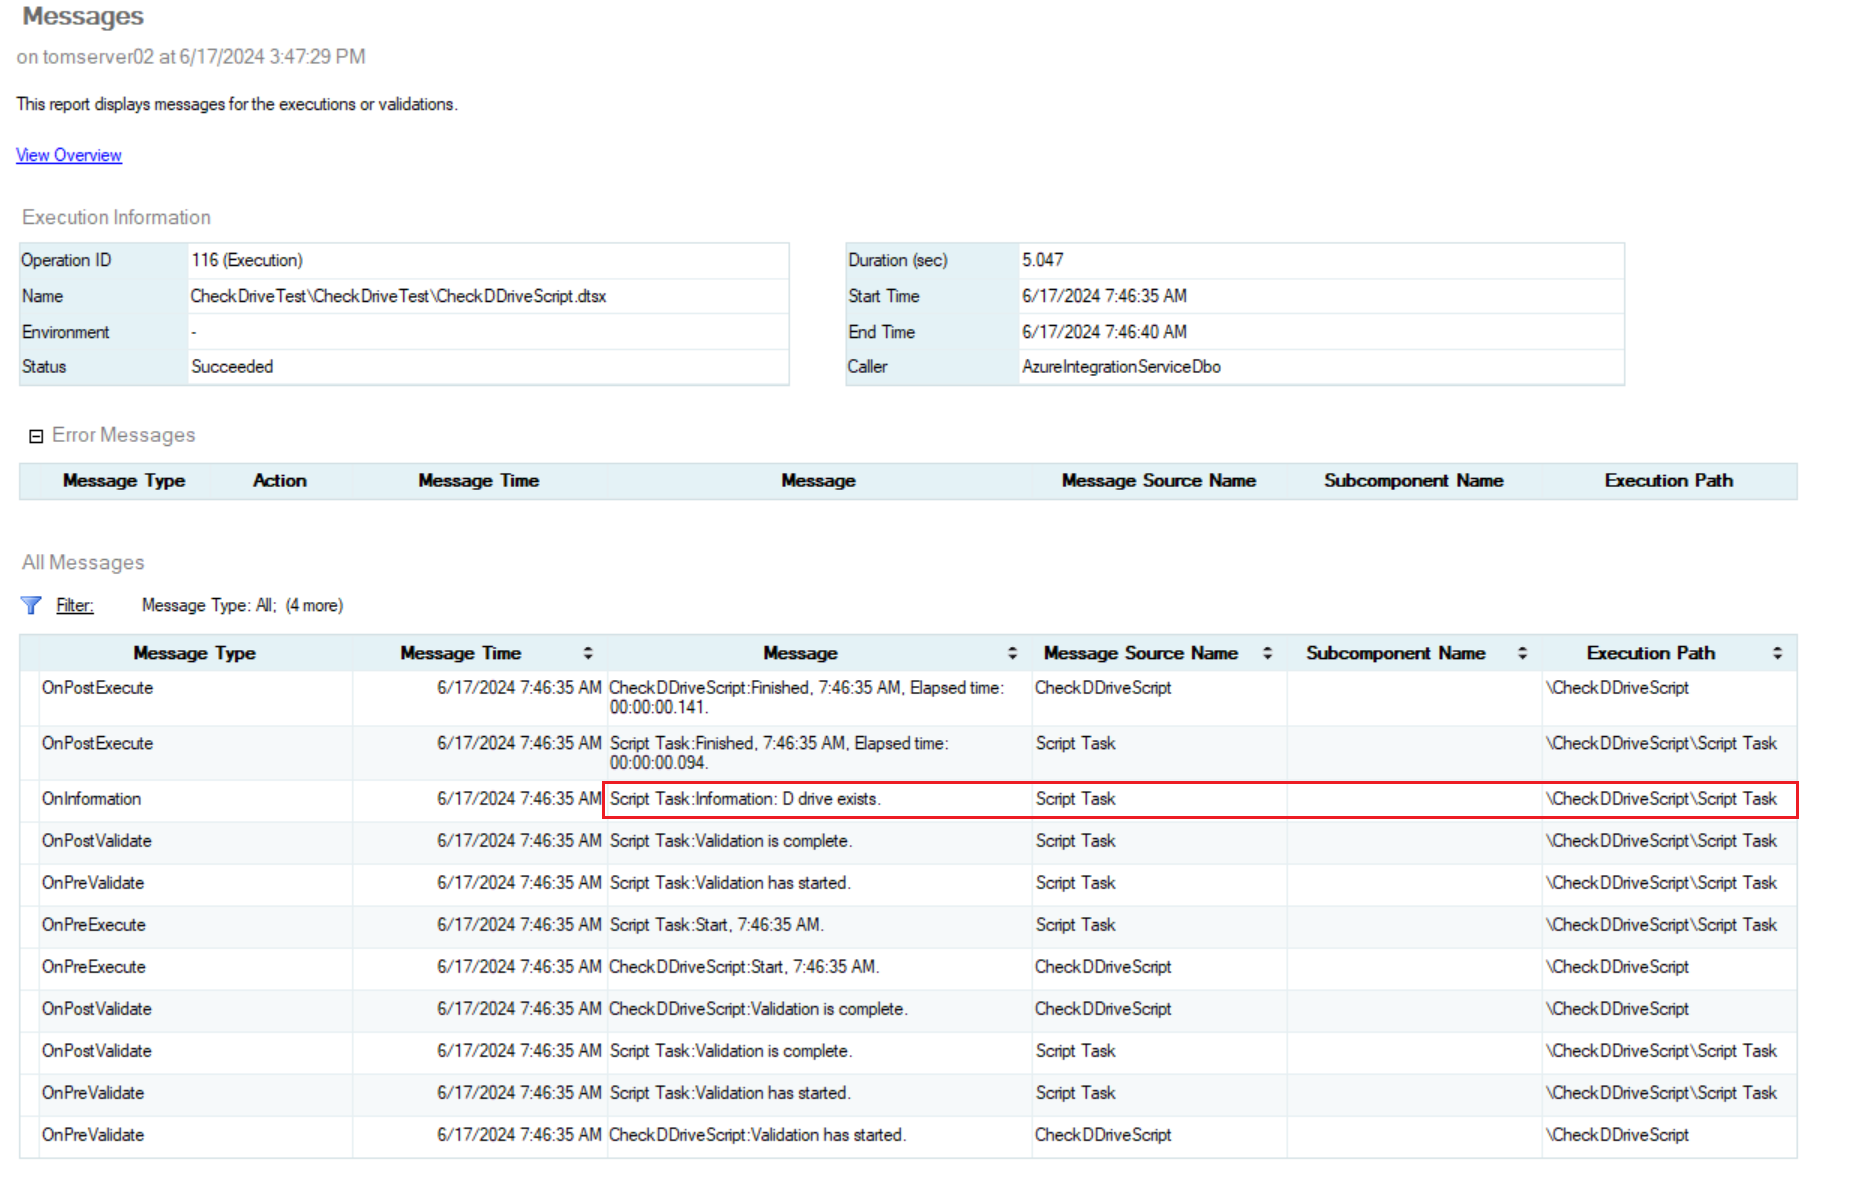 Messages
on tomserver02 at 6/17/2024 3:47:29 PM
This report displays messages for the executions or validations.
View Overview
Execution Information
Operation ID 116 (Execution)
Name CheckDriveTest\CheckDriveTest\CheckDDriveScript.dtsx
Environment -
Status Succeeded
Duration (sec) 5.047
Start Time 6/17/2024 7:46:35 AM
End Time 6/17/2024 7:46:40 AM
Caller AzureIntegrationServiceDbo
Error Messages
Message Type Action Message Time Message Message Source Name Subcomponent Name Execution Path
All Messages
Filter: Message Type: All; (4 more)
Message Type Message Time Message Message Source Name Subcomponent Name Execution Path
OnPostExecute 6/17/2024 7:46:35 AM CheckDDriveScript:Finished, 7:46:35 AM, Elapsed time: CheckDDriveScript \CheckDDriveScript
00:00:00.141.
OnPostExecute 6/17/2024 7:46:35 AM Script Task:Finished, 7:46:35 AM, Elapsed time: Script Task \CheckDDriveScript\Script Task
00:00:00.094.
OnInformation 6/17/2024 7:46:35 AM Script Task:Information: D drive exists. Script Task \CheckDDriveScript\Script Task
OnPostValidate 6/17/2024 7:46:35 AM Script Task:Validation is complete. Script Task \CheckDDriveScript\Script Task
OnPreValidate 6/17/2024 7:46:35 AM Script Task:Validation has started. Script Task \CheckDDriveScript\Script Task
OnPreExecute 6/17/2024 7:46:35 AM Script Task:Start, 7:46:35 AM. Script Task \CheckDDriveScript\Script Task
OnPreExecute 6/17/2024 7:46:35 AM CheckDDriveScript:Start, 7:46:35 AM. CheckDDriveScript \CheckDDriveScript
OnPostValidate 6/17/2024 7:46:35 AM CheckDDriveScript:Validation is complete. CheckDDriveScript \CheckDDriveScript
OnPostValidate 6/17/2024 7:46:35 AM Script Task:Validation is complete. Script Task \CheckDDriveScript\Script Task
OnPreValidate 6/17/2024 7:46:35 AM Script Task:Validation has started. Script Task \CheckDDriveScript\Script Task
OnPreValidate 6/17/2024 7:46:35 AM CheckDDriveScript:Validation has started. CheckDDriveScript \CheckDDriveScript